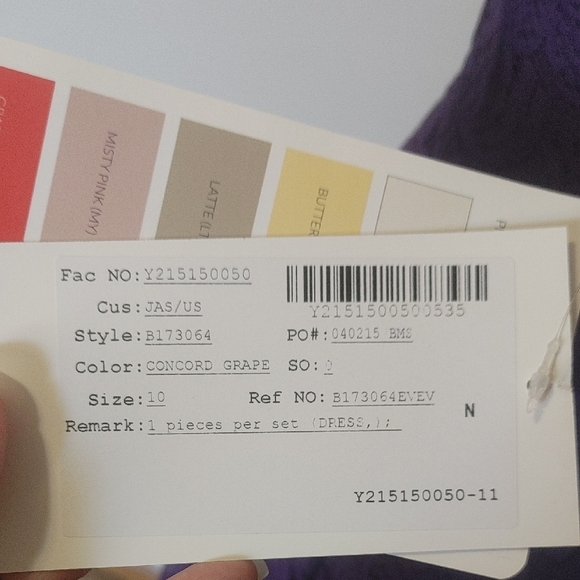 MISTY PINK (MY)
LATTE (LT
BUTTER
Fac NO: Y215150050
Y2151500500535
Cus: JAS/US
Style: B173064 PO#: 040215 BMS
Color: CONCORD GRAPE SO:
Size: 10 Ref NO: B173064EVEV
N
Remark: 1 pieces per set (DRESS,);
Y215150050-11